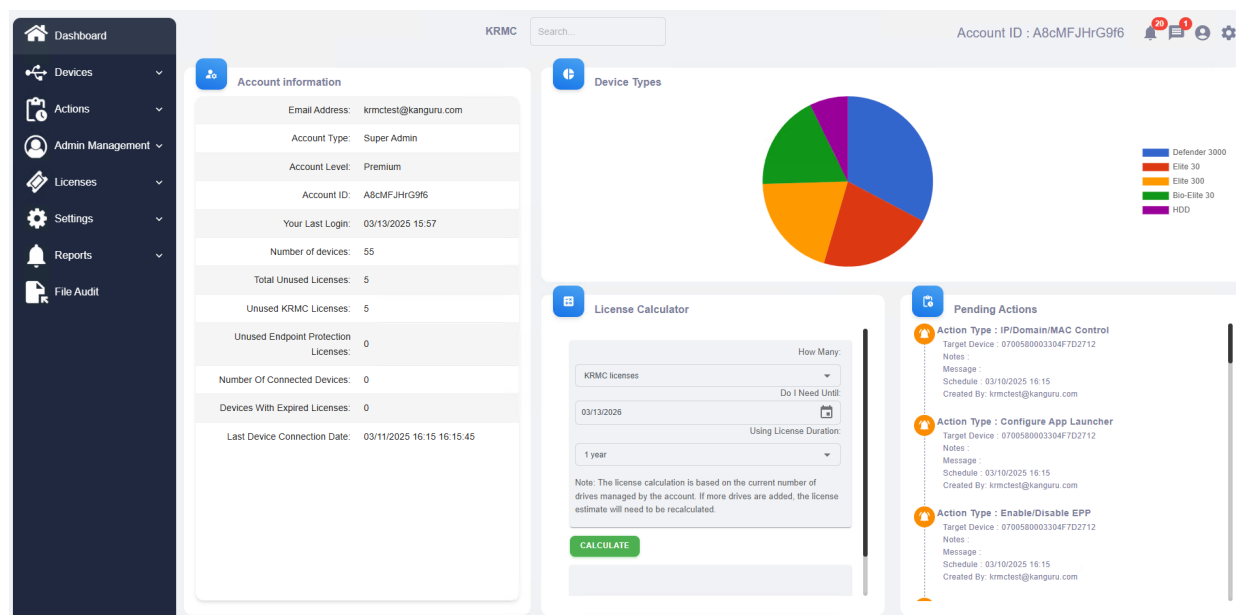 Dashboard
Devices
Actions
Admin Management
Licenses
Settings
Reports
File Audit
KRMC
Search...
Account ID : A8cMFJHrG9f6
20
1
Account information
Email Address: krmctest@kanguru.com
Account Type: Super Admin
Account Level: Premium
Account ID: A8cMFJHrG9f6
Your Last Login: 03/13/2025 15:57
Number of devices: 55
Total Unused Licenses: 5
Unused KRMC Licenses: 5
Unused Endpoint Protection
Licenses: 0
Number Of Connected Devices: 0
Devices With Expired Licenses: 0
Last Device Connection Date: 03/11/2025 16:15 16:15:45
Device Types
Defender 3000
Elite 30
Elite 300
Bio-Elite 30
HDD
License Calculator
How Many:
KRMC licenses
Do I Need Until:
03/13/2026
Using License Duration:
1 year
Note: The license calculation is based on the current number of
drives managed by the account. If more drives are added, the license
estimate will need to be recalculated.
CALCULATE
Pending Actions
Action Type : IP/Domain/MAC Control
Target Device : 0700580003304F7D2712
Notes :
Message :
Schedule : 03/10/2025 16:15
Created By: krmctest@kanguru.com
Action Type : Configure App Launcher
Target Device : 0700580003304F7D2712
Notes :
Message :
Schedule : 03/10/2025 16:15
Created By: krmctest@kanguru.com
Action Type : Enable/Disable EPP
Target Device : 0700580003304F7D2712
Notes :
Message :
Schedule : 03/10/2025 16:15
Created By: krmctest@kanguru.com